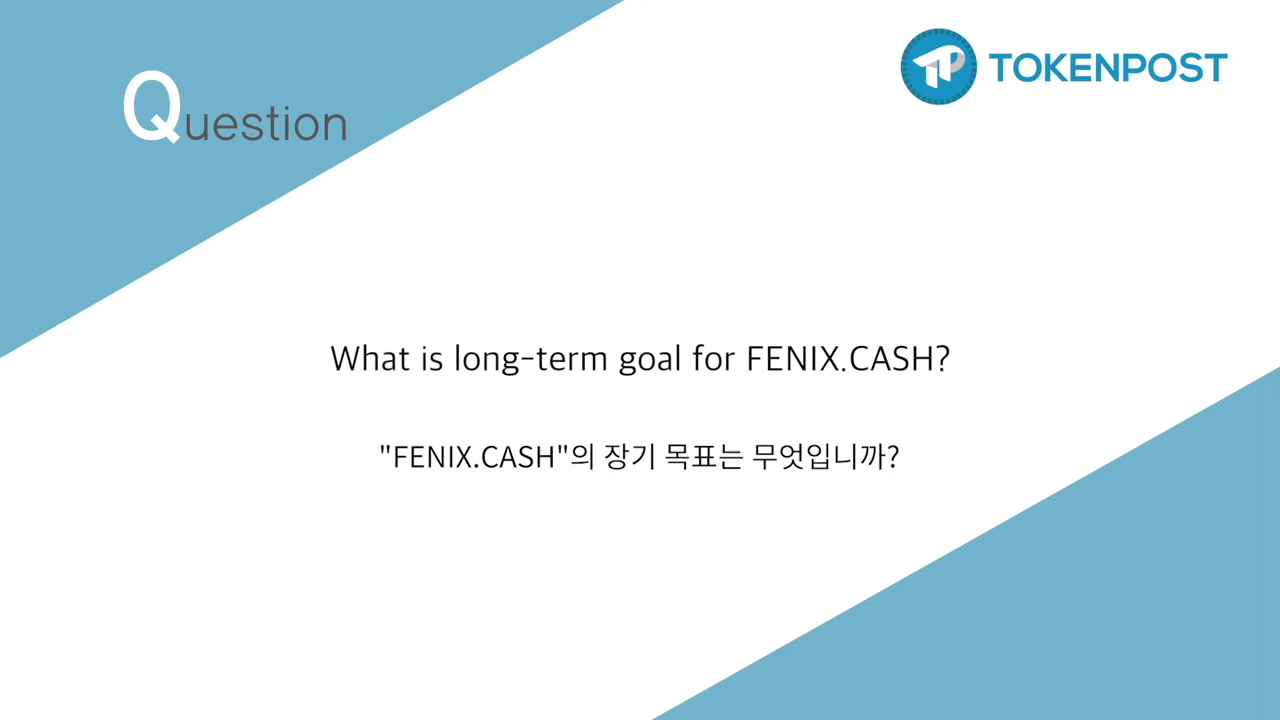 Question
TOKENPOST
What is long-term goal for FENIX.CASH?
"FENIX.CASH"의 장기 목표는 무엇입니까?